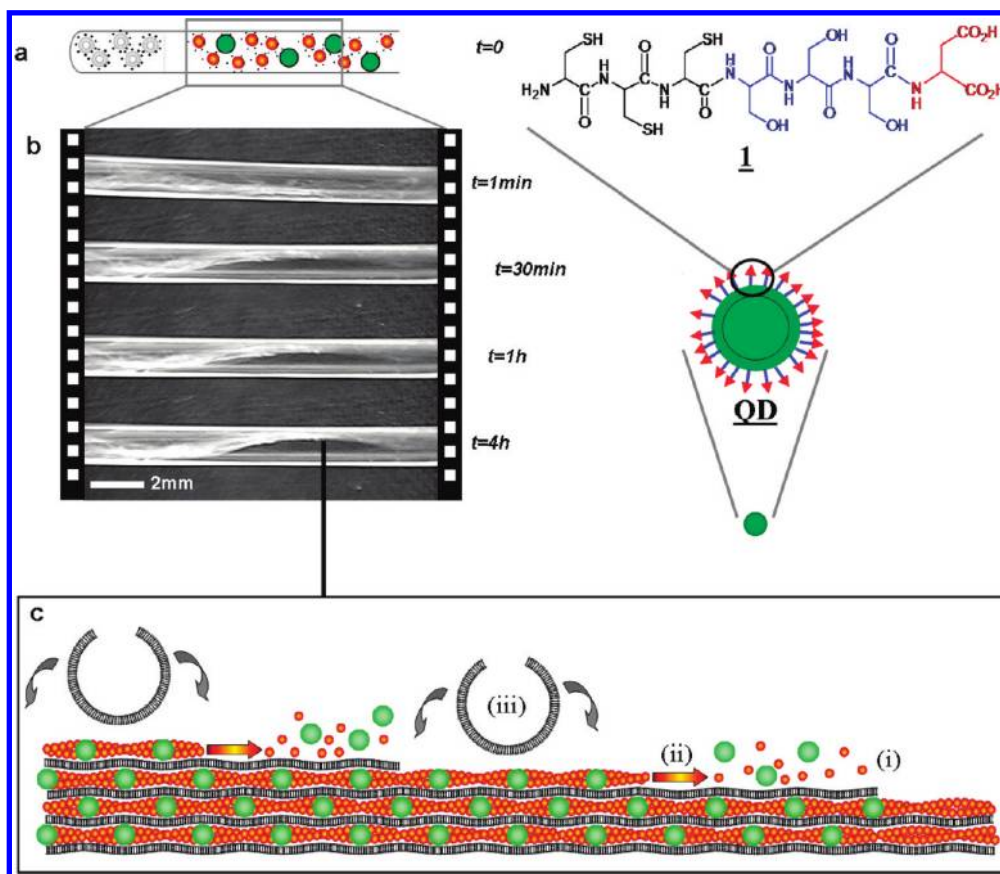 a
t=0
SH
O
SH
O
OH
O
CO₂H
H₂N
H
N
O
N
H
O
H
N
O
N
H
O
H
N
O
N
H
CO₂H
SH
OH
OH
1
b
t=1min
t=30min
t=1h
t=4h
2mm
QD
c
(iii)
(ii)
(i)